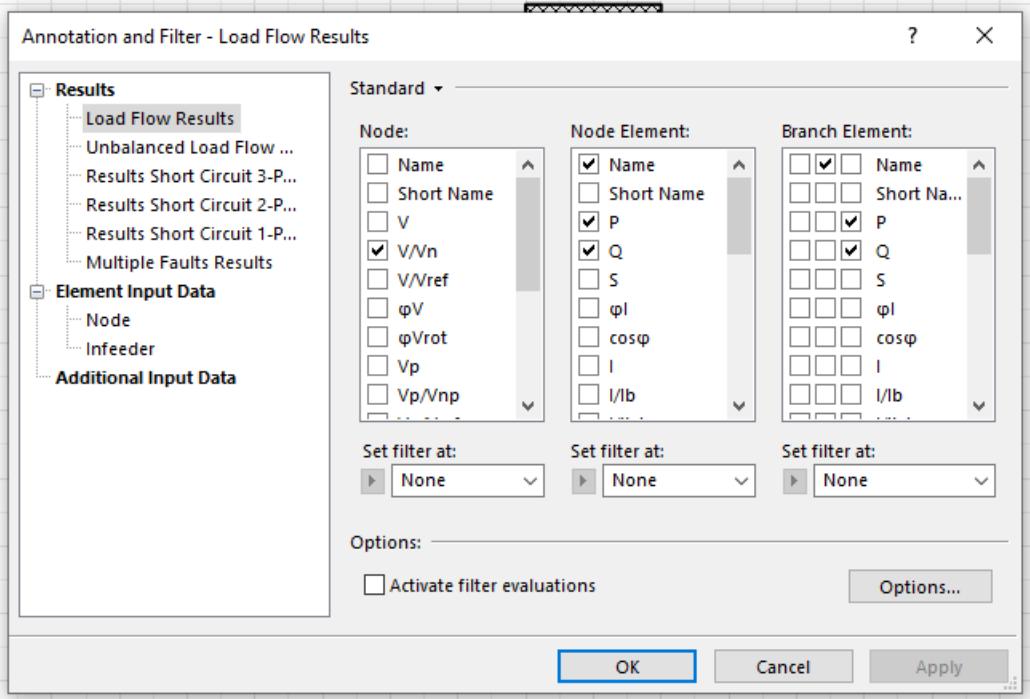 Annotation and Filter - Load Flow Results
?
Results
Load Flow Results
Unbalanced Load Flow ...
Results Short Circuit 3-P...
Results Short Circuit 2-P...
Results Short Circuit 1-P...
Multiple Faults Results
Element Input Data
Node
Infeeder
Additional Input Data
Standard
Node:
Name
Short Name
V
V/Vn
V/Vref
φV
φVrot
Vp
Vp/Vnp
Set filter at:
None
Node Element:
Name
Short Name
P
Q
S
φI
cosφ
I
I/Ib
Set filter at:
None
Branch Element:
Name
Short Na...
P
Q
S
φI
cosφ
I
I/Ib
Set filter at:
None
Options:
Activate filter evaluations
Options...
OK
Cancel
Apply